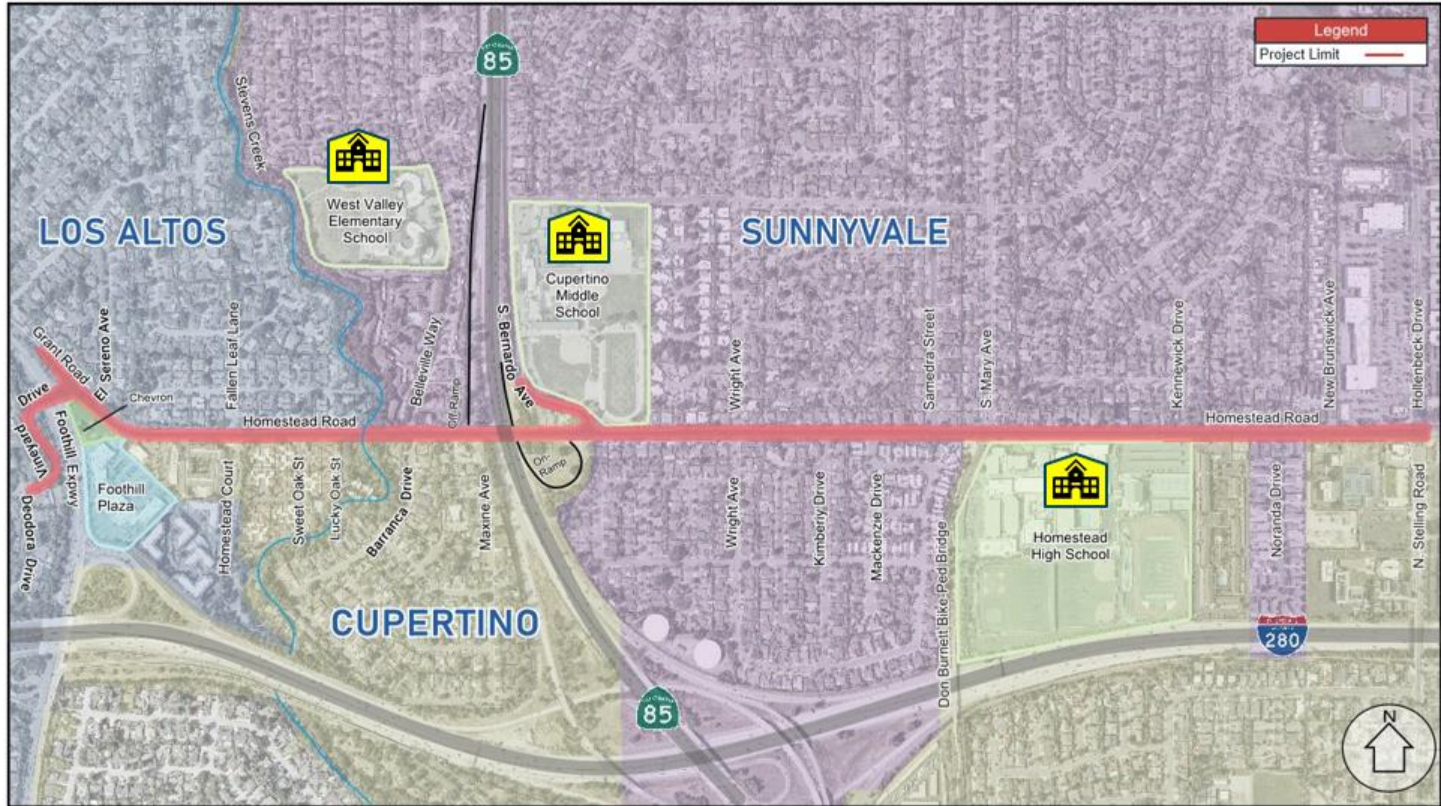 Legend
Project Limit
85
Stevens Creek
West Valley
Elementary
School
LOS ALTOS
SUNNYVALE
Cupertino
Middle
School
Grant Road
El Sereno Ave
Fallen Leaf Lane
Belleville Way
Off-Ramp
S. Bernardo Ave
Wright Ave
Samedra Street
S. Mary Ave
Kennewick Drive
New Brunswick Ave
Hollenbeck Drive
Chevron
Homestead Road
Homestead Road
Vineyard Drive
Foothill Expwy
Deodora Drive
Foothill
Plaza
Homestead Court
Sweet Oak St
Lucky Oak St
Barranca Drive
Maxine Ave
On-
Ramp
Wright Ave
Kimberly Drive
Mackenzie Drive
Don Burnett Bike-Ped Bridge
Homestead
High School
Noranda Drive
N. Stelling Road
CUPERTINO
280
85
N